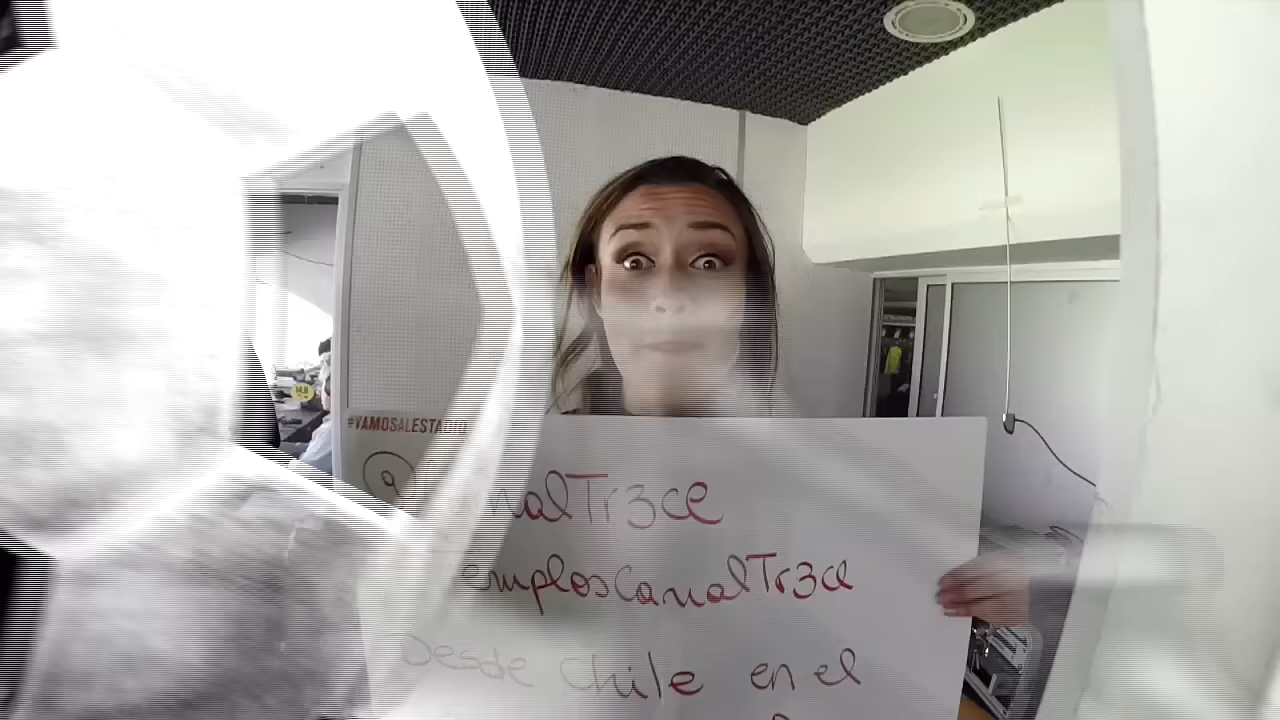 #VAMOSALESTADIO
@ nalTr3ce
emplosCanalTr3ce
Desde Chile en el